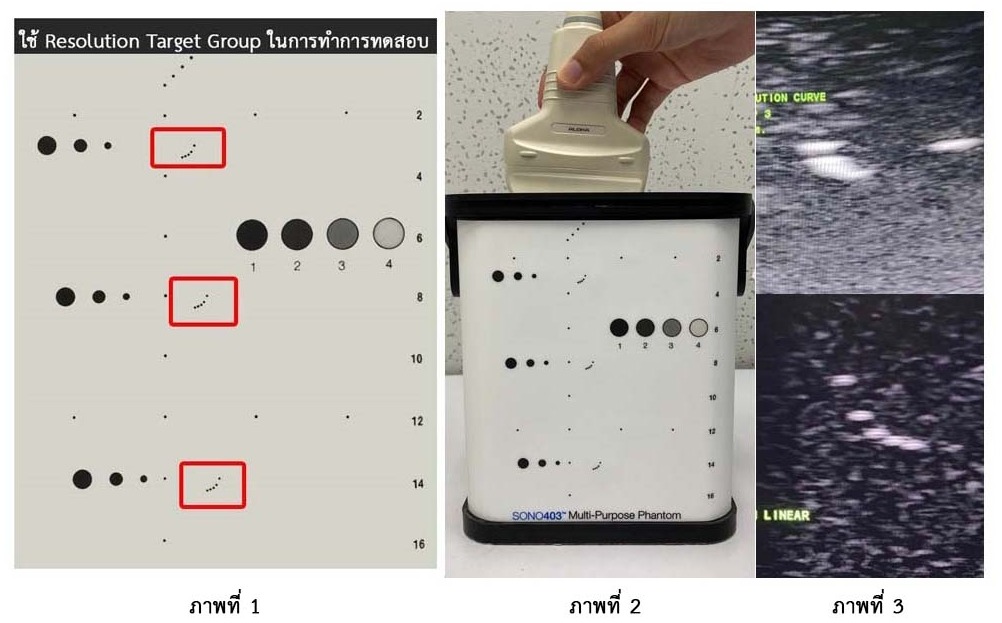 ใช้ Resolution Target Group ในการทำการทดสอบ
2
4
6
1 2 3 4
8
10
12
14
16
ALOKA
2
4
6
1 2 3 4
8
10
12
14
16
SONO403™ Multi-Purpose Phantom
UTION CURVE
3
LINEAR
ภาพที่ 1
ภาพที่ 2
ภาพที่ 3